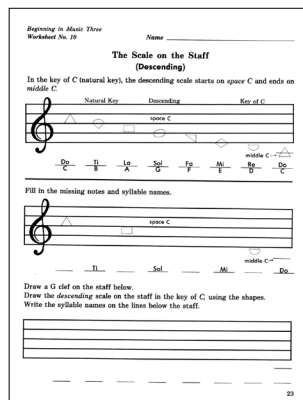 Beginning in Music Three
Worksheet No. 10 Name
The Scale on the Staff
(Descending)
In the key of C (natural key), the descending scale starts on space C and ends on
middle C.
Natural Key Descending Key of C
space C
middle C
Do Ti La Sol Fa Mi Re Do
C B A G F E D C
Fill in the missing notes and syllable names.
space C
middle C
Ti Sol Mi Do
Draw a G clef on the staff below.
Draw the descending scale on the staff in the key of C, using the shapes.
Write the syllable names on the lines below the staff.
23